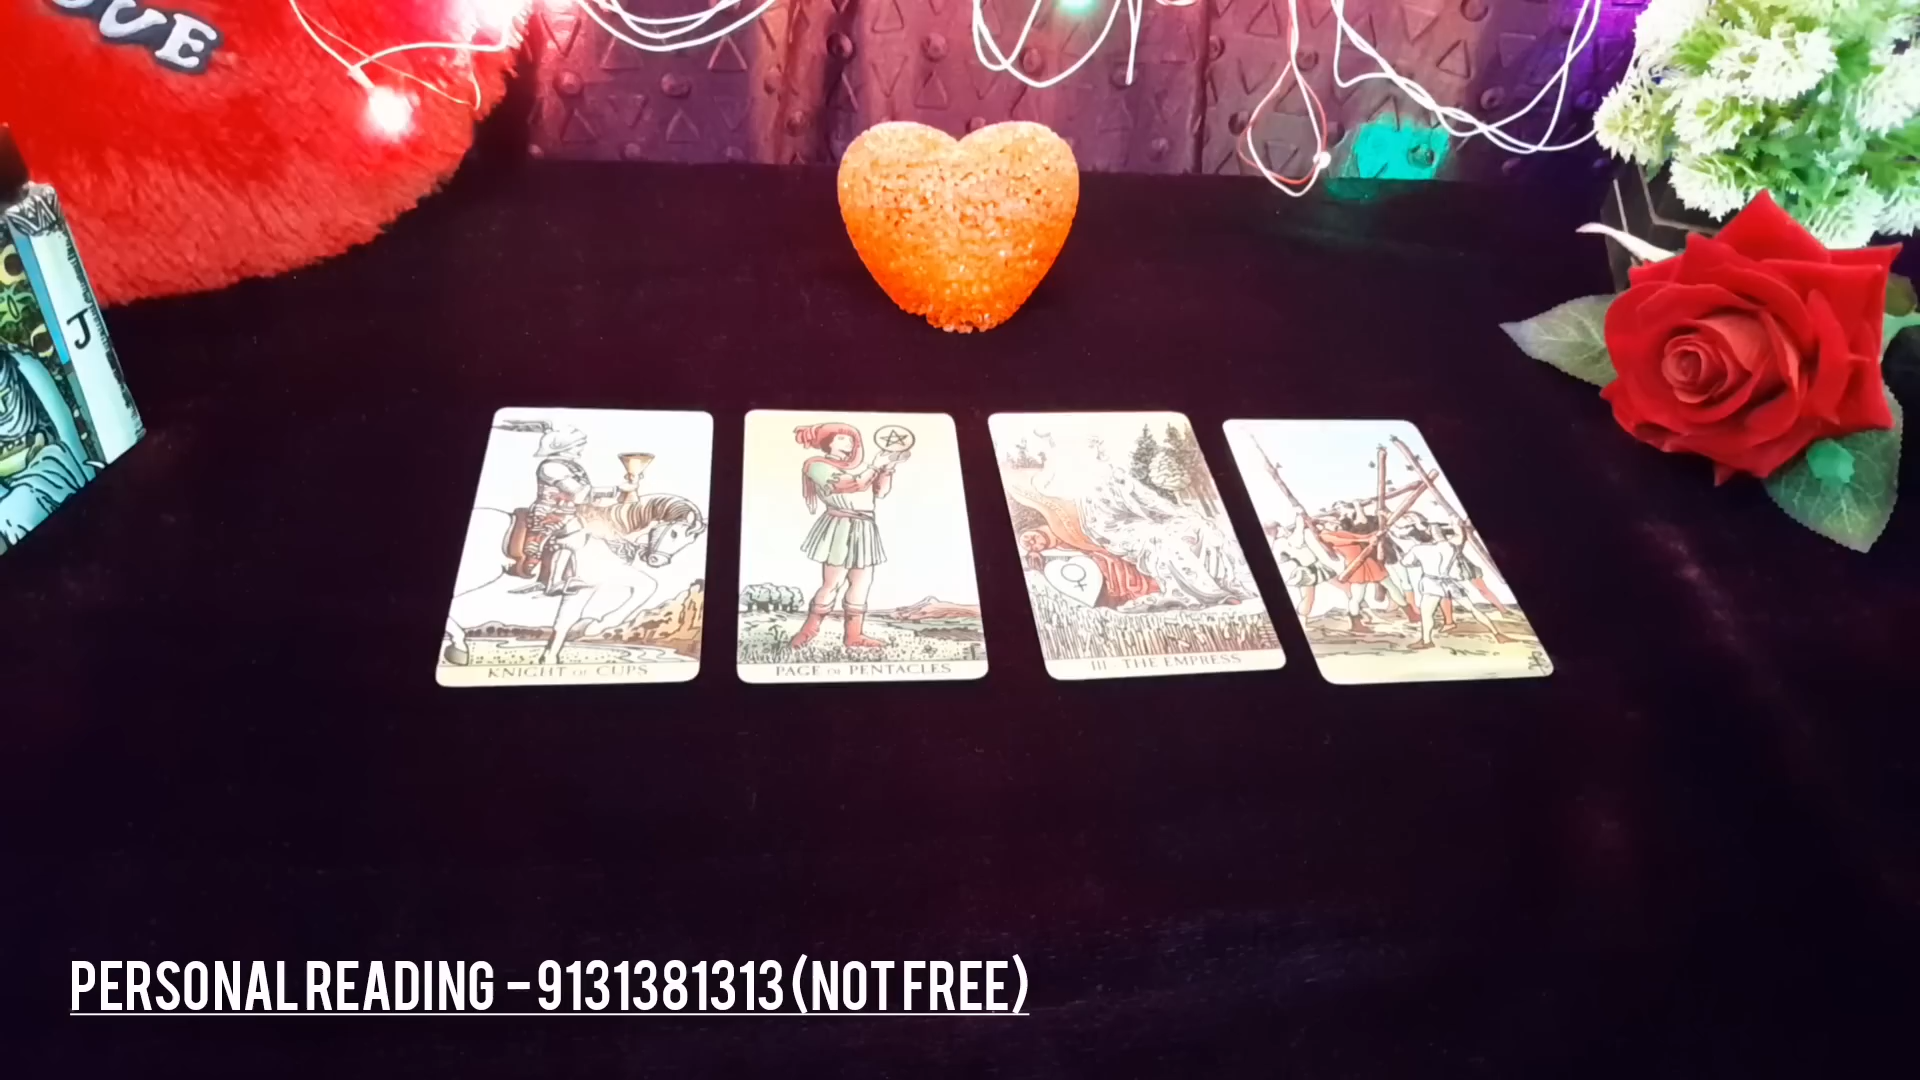 OVE
J
KNIGHT OF CUPS
PAGE OF PENTACLES
III THE EMPRESS
PERSONAL READING - 9131381313 (NOT FREE)